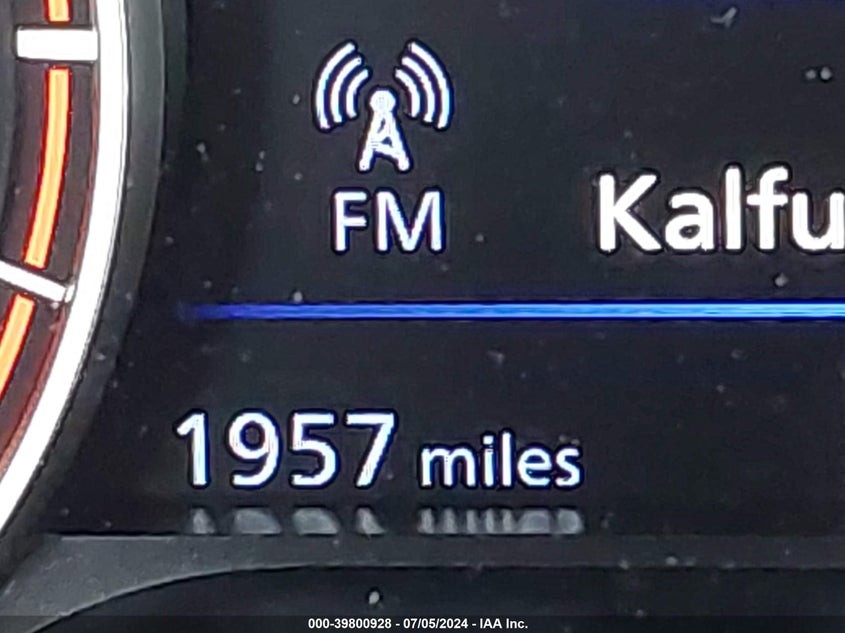 FM
Kalfu
1957 miles
000-39800928 - 07/05/2024 - IAA Inc.